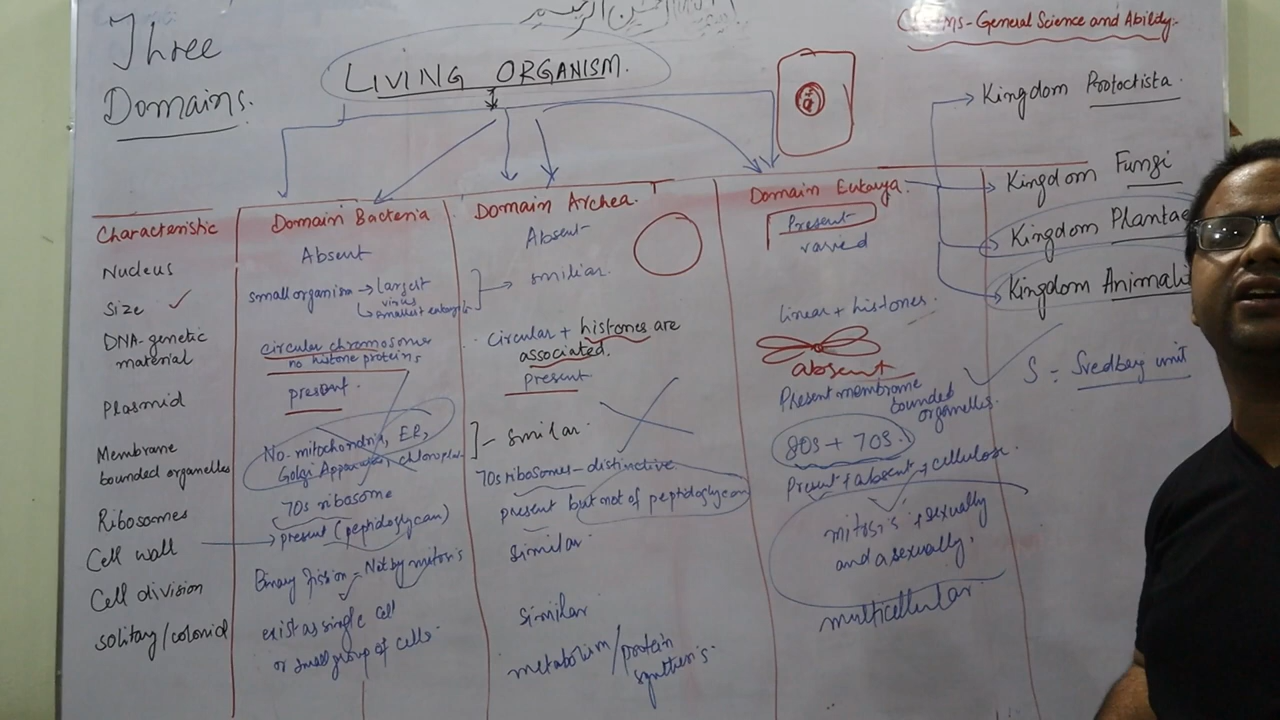 Three
Domains.
LIVING ORGANISM.
-General Science and Ability:-
Kingdom Protoctista.
Kingdom Fungi
Kingdom Plantae
Kingdom Animali
S = Svedberg unit
Characteristic
Nucleus
Size ✓
DNA-genetic
material
Plasmid
Membrane
bounded organelles
Ribosomes
Cell wall
Cell division
solitary/colonid
Domain Bacteria
Absent
small organism → largest
virus
smallest eukaryote
circular chromosomes
no histone proteins
present.
No-mitochondria, ER,
Golgi Apparatus, chloroplast
70s ribosome
present (peptidoglycan)
Binary fission - Not by mitosis
exist as single cell
or small group of cells.
Domain Archea.
Absent
smiliar.
Circular + histones are
associated.
Present
similar.
70s ribosomes - distinctive
present but not of peptidoglycan
similar
similar
metabolism/protein
synthesis.
Domain Eukarya.
Present
varied
linear + histones.
absent
Present membrane
bounded
organelles.
80s + 70s.
Present + absent → cellulose.
mitosis + sexually
and asexually.
multicellular